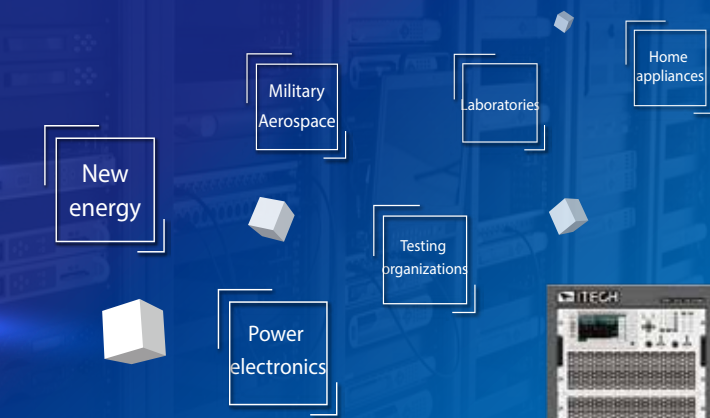 Home
appliances
Military
Aerospace
Laboratories
New
energy
Testing
organizations
Power
electronics
ITECH